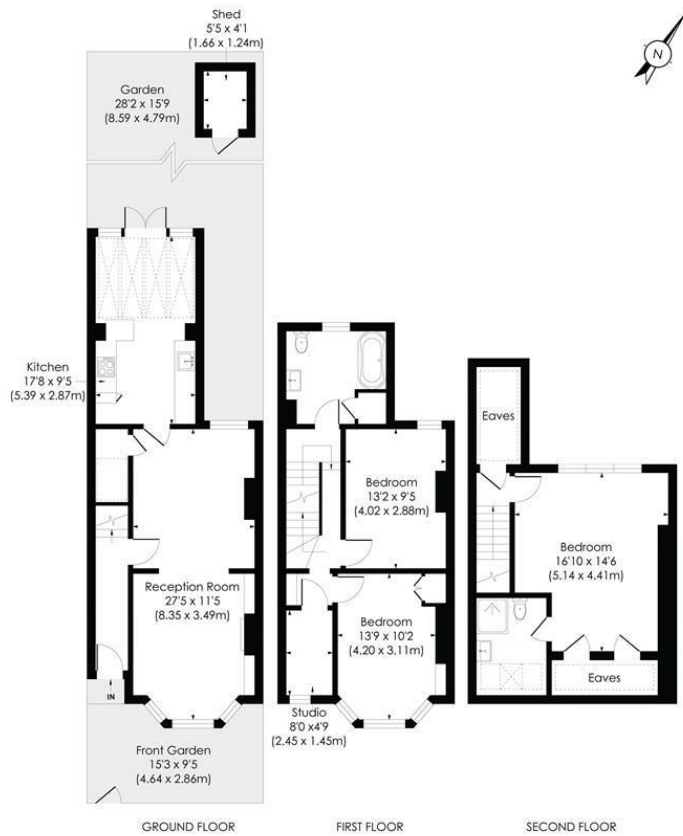 Shed
5'5 x 4'1
(1.66 x 1.24m)
N
Garden
28'2 x 15'9
(8.59 x 4.79m)
Kitchen
17'8 x 9'5
(5.39 x 2.87m)
Reception Room
27'5 x 11'5
(8.35 x 3.49m)
IN
Front Garden
15'3 x 9'5
(4.64 x 2.86m)
GROUND FLOOR
Bedroom
13'2 x 9'5
(4.02 x 2.88m)
Bedroom
13'9 x 10'2
(4.20 x 3.11m)
Studio
8'0 x4'9
(2.45 x 1.45m)
FIRST FLOOR
Eaves
Bedroom
16'10 x 14'6
(5.14 x 4.41m)
Eaves
SECOND FLOOR